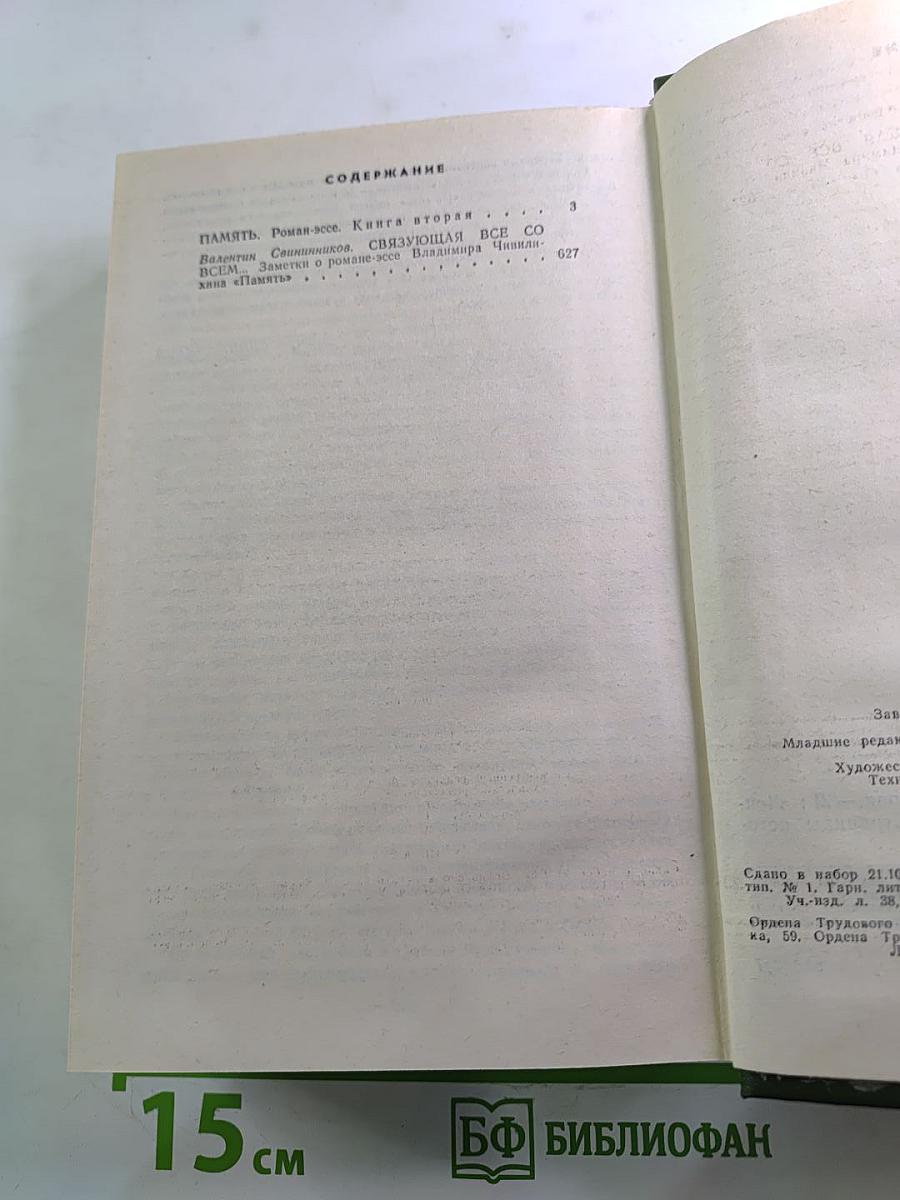 СОДЕРЖАНИЕ
ПАМЯТЬ. Роман-эссе. Книга вторая . . . . 3
Валентин Свининников. СВЯЗУЮЩАЯ ВСЕ СО
ВСЕМ... Заметки о романе-эссе Владимира Чивили-
хина «Память» . . . . . . . . . . . . . . . 627
Зав
Младшие редак
Художес
Техн
Сдано в набор 21.10
тип. № 1. Гарн. лит
Уч.-изд. л. 38,
Ордена Трудового
ка, 59. Ордена Тр
15 см
БФ БИБЛИОФАН